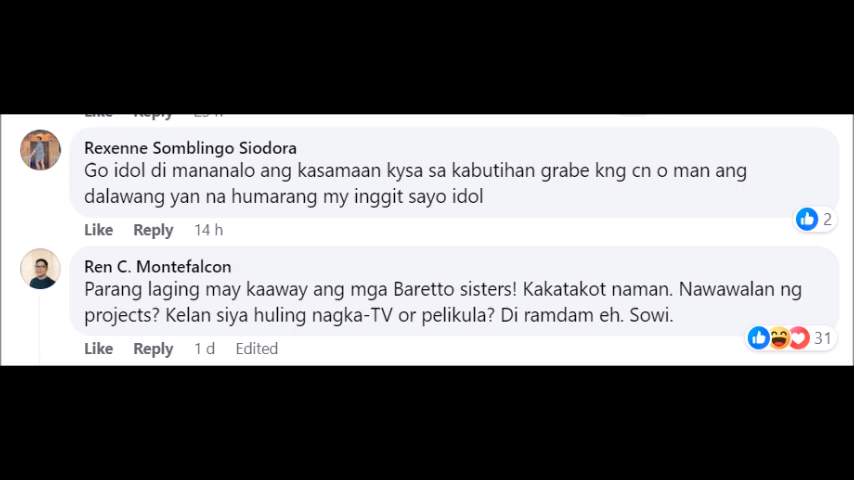 Like Reply 23 h
Rexenne Somblingo Siodora
Go idol di mananalo ang kasamaan kysa sa kabutihan grabe kng cn o man ang
dalawang yan na humarang my inggit sayo idol
Like Reply 14 h
2
Ren C. Montefalcon
Parang laging may kaaway ang mga Baretto sisters! Kakatakot naman. Nawawalan ng
projects? Kelan siya huling nagka-TV or pelikula? Di ramdam eh. Sowi.
Like Reply 1 d Edited
31